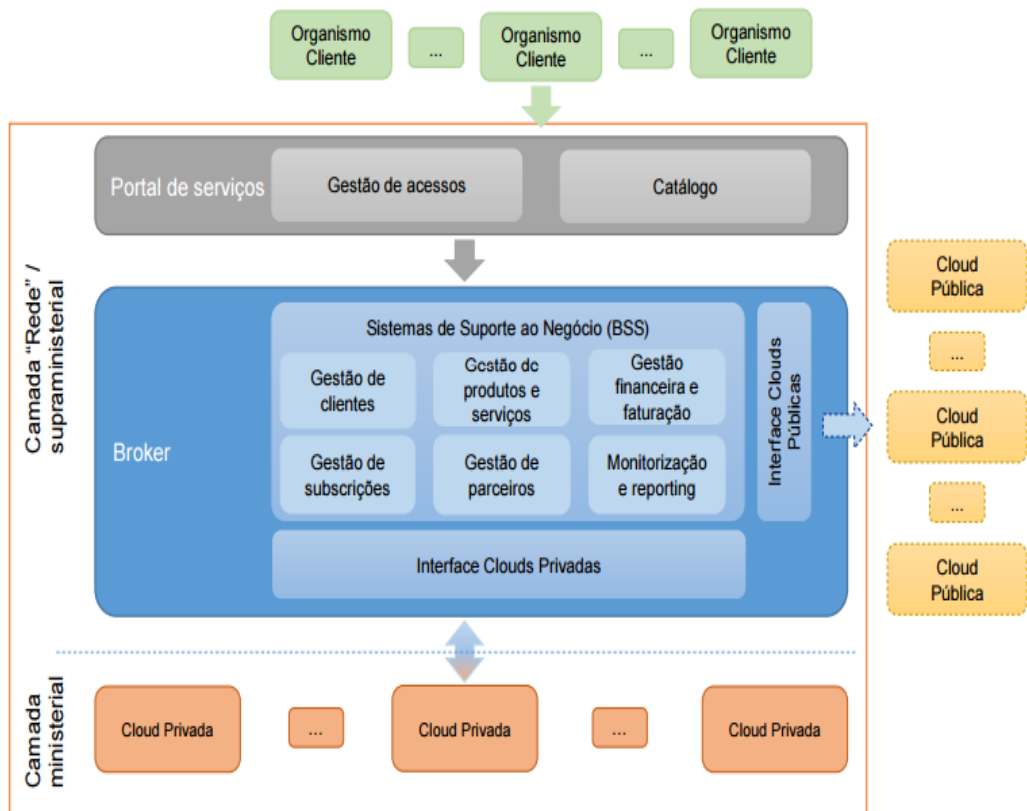 Organismo
Cliente
...
Organismo
Cliente
...
Organismo
Cliente
Camada "Rede" /
supraministerial
Portal de serviços
Gestão de acessos
Catálogo
Broker
Sistemas de Suporte ao Negócio (BSS)
Gestão de
clientes
Gestão de
produtos e
serviços
Gestão
financeira e
faturação
Gestão de
subscrições
Gestão de
parceiros
Monitorização
e reporting
Interface Clouds
Públicas
Interface Clouds Privadas
Cloud
Pública
...
Cloud
Pública
...
Cloud
Pública
Camada
ministerial
Cloud Privada
...
Cloud Privada
...
Cloud Privada